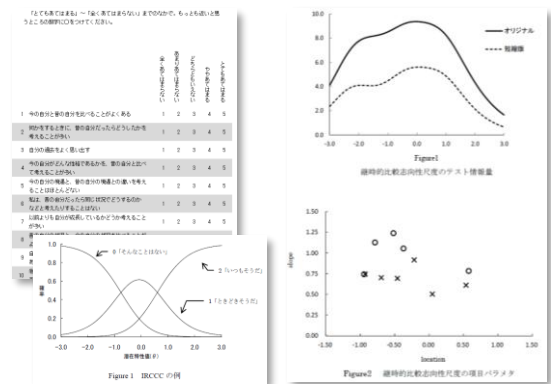 「とてもあてはまる」～「全くあてはまらない」までのなかで、もっとも近いと思
うところの数字に○をつけてください。
全くあてはまらない
あまりあてはまらない
どちらともいえない
ややあてはまる
とてもあてはまる
1 今の自分と昔の自分を比べることがよくある 1 2 3 4 5
2 何かをするときに、昔の自分だったらどうしたかを
考えることが多い 1 2 3 4 5
3 自分の過去をよく思い出す 1 2 3 4 5
4 今の自分がどんな性格であるかを、昔の自分と比べ
て考えることが多い 1 2 3 4 5
5 今の自分の境遇と、昔の自分の境遇との違いを考え
ることはほとんどない 1 2 3 4 5
6 私は、昔の自分だったら同じ状況でどうするのか
などと考えたりすることはない 1 2 3 4 5
7 以前よりも自分が成長しているかどうか考えること
が多い 1 2 3 4 5
8
9
10
1.0
0.8
0.6
0.4
0.2
0.0
確率
0「そんなことはない」
2「いつもそうだ」
1「ときどきそうだ」
-3.0 -2.0 -1.0 0.0 1.0 2.0 3.0
潜在特性値(θ)
Figure 1 IRCCC の例
10.0
8.0
6.0
4.0
2.0
0.0
オリジナル
短縮版
-3.0 -2.0 -1.0 0.0 1.0 2.0 3.0
Figure1
継時的比較志向性尺度のテスト情報量
1.50
1.25
1.00
0.75
0.50
0.25
0.00
slope
-1.50 -1.00 -0.50 0.00 0.50 1.00
location
Figure2 継時的比較志向性尺度の項目パラメタ